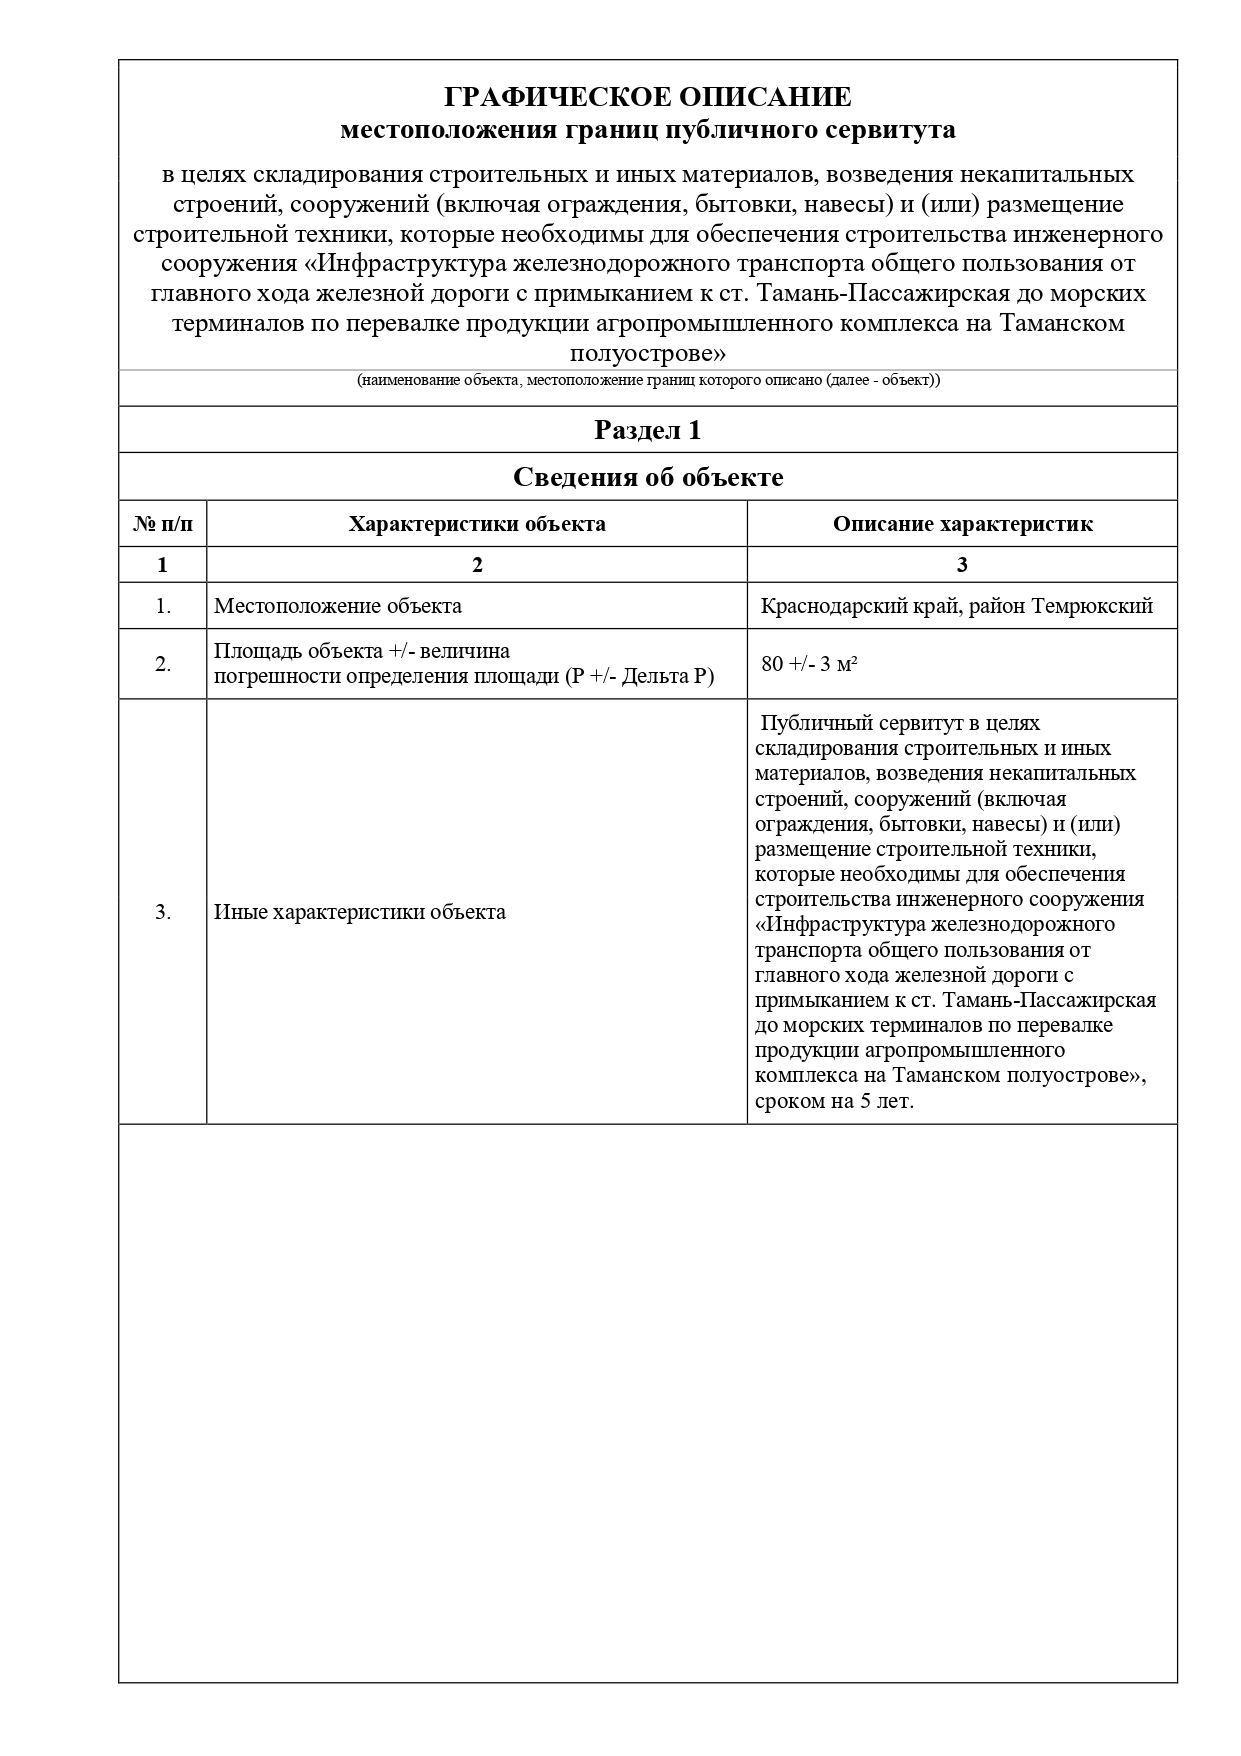 ГРАФИЧЕСКОЕ ОПИСАНИЕ
местоположения границ публичного сервитута
в целях складирования строительных и иных материалов, возведения некапитальных
строений, сооружений (включая ограждения, бытовки, навесы) и (или) размещение
строительной техники, которые необходимы для обеспечения строительства инженерного
сооружения «Инфраструктура железнодорожного транспорта общего пользования от
главного хода железной дороги с примыканием к ст. Тамань-Пассажирская до морских
терминалов по перевалке продукции агропромышленного комплекса на Таманском
полуострове»
(наименование объекта, местоположение границ которого описано (далее - объект))
Раздел 1
Сведения об объекте
№ п/п Характеристики объекта Описание характеристик
1 2 3
1. Местоположение объекта Краснодарский край, район Темрюкский
2. Площадь объекта +/- величина
погрешности определения площади (Р +/- Дельта Р) 80 +/- 3 м²
3. Иные характеристики объекта
Публичный сервитут в целях
складирования строительных и иных
материалов, возведения некапитальных
строений, сооружений (включая
ограждения, бытовки, навесы) и (или)
размещение строительной техники,
которые необходимы для обеспечения
строительства инженерного сооружения
«Инфраструктура железнодорожного
транспорта общего пользования от
главного хода железной дороги с
примыканием к ст. Тамань-Пассажирская
до морских терминалов по перевалке
продукции агропромышленного
комплекса на Таманском полуострове»,
сроком на 5 лет.